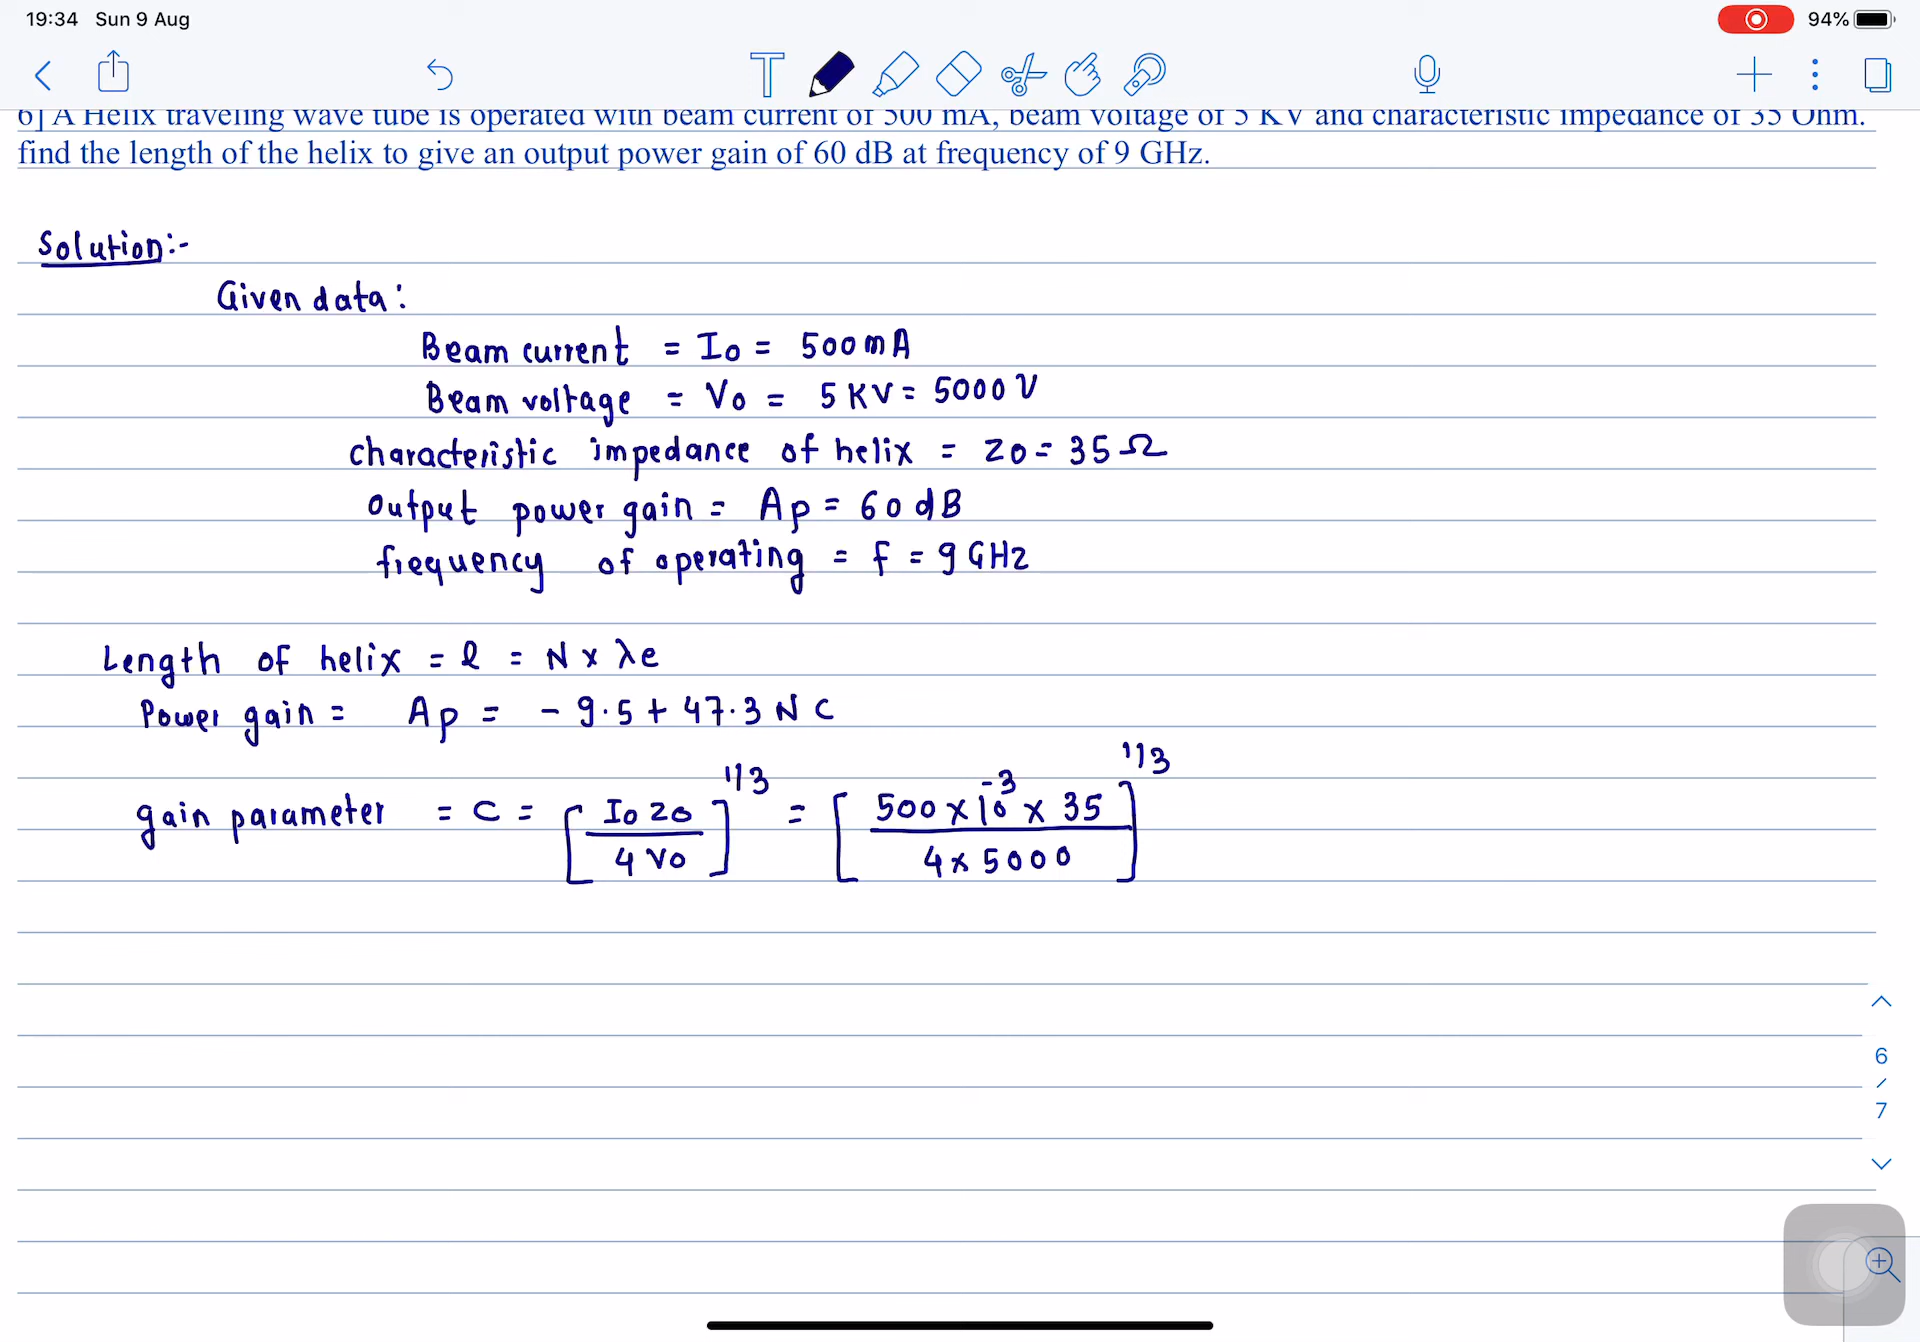 19:34 Sun 9 Aug 94%
6] A Helix traveling wave tube is operated with beam current of 500 mA, beam voltage of 5 KV and characteristic impedance of 35 Ohm.
find the length of the helix to give an output power gain of 60 dB at frequency of 9 GHz.
Solution:-
Given data:
Beam current = Io = 500mA
Beam voltage = Vo = 5 KV = 5000 V
characteristic impedance of helix = Zo = 35 Ω
output power gain = Ap = 60 dB
frequency of operating = f = 9 GHz
Length of helix = l = N x λe
Power gain = Ap = - 9.5 + 47.3 N C
gain parameter = C = [Io Zo / 4 Vo]^1/3 = [500 x 10^-3 x 35 / 4 x 5000]^1/3
6
/
7